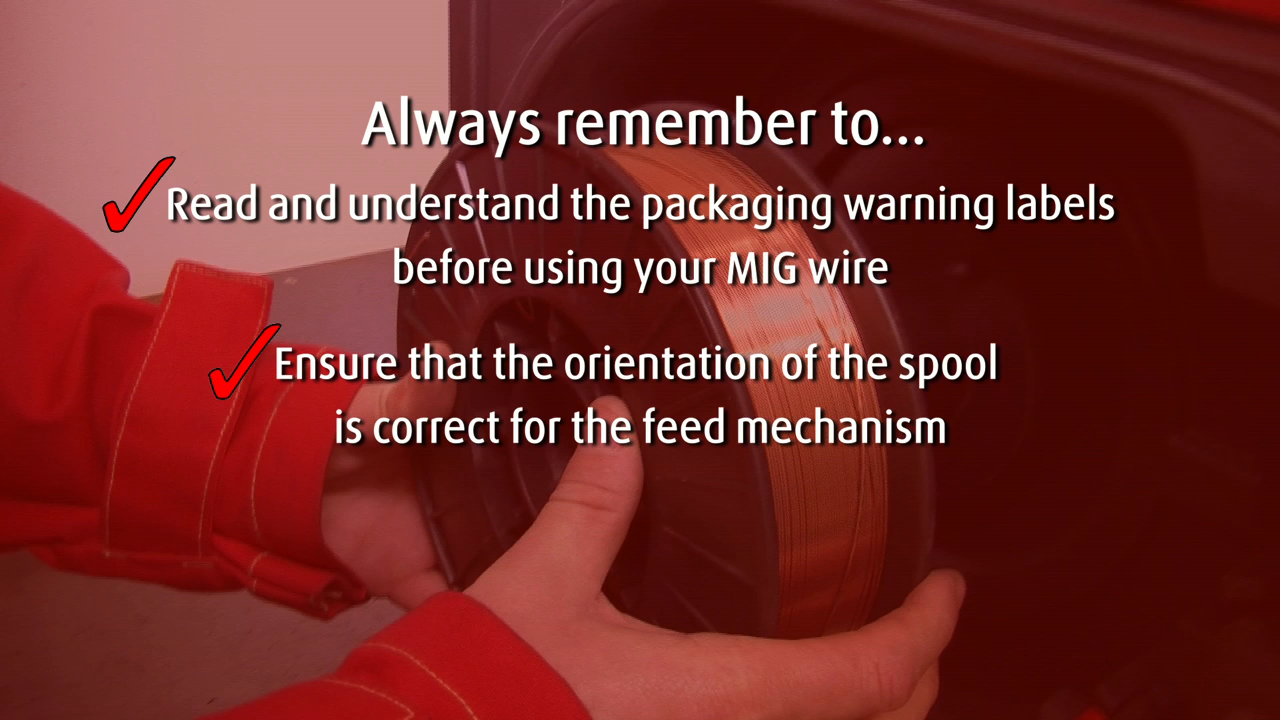 Always remember to...
Read and understand the packaging warning labels
before using your MIG wire
Ensure that the orientation of the spool
is correct for the feed mechanism